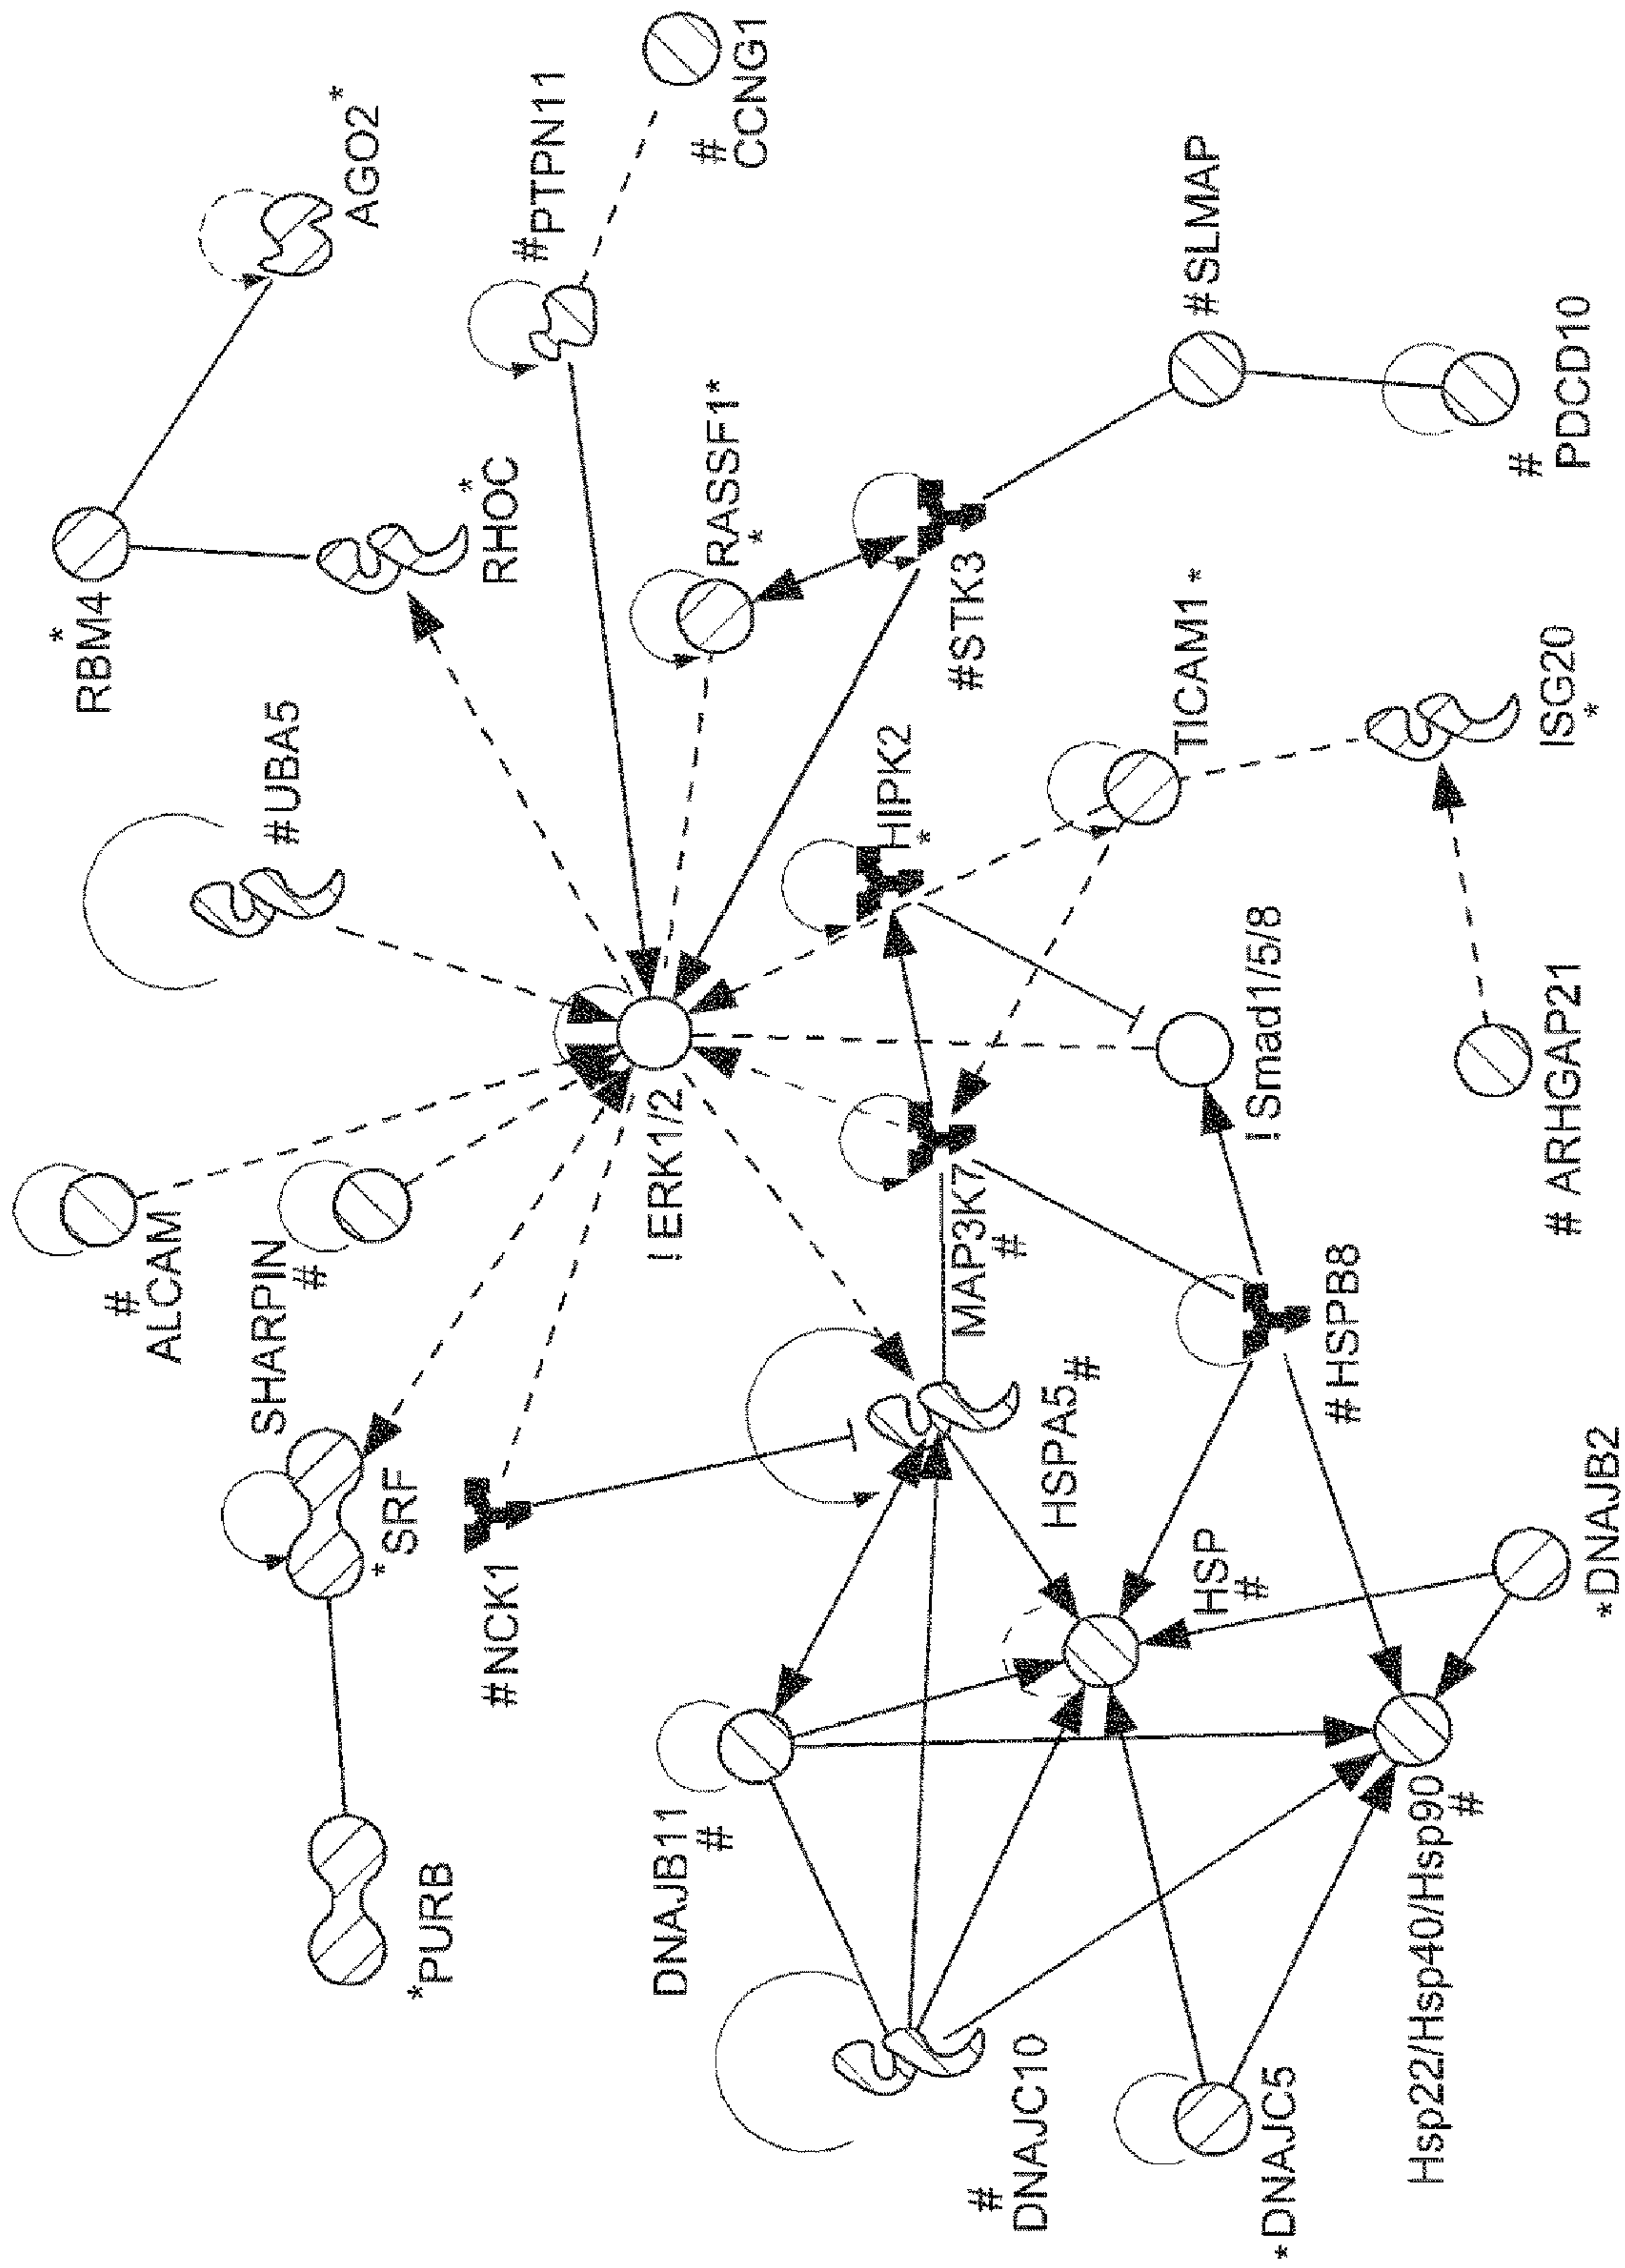 #
ALCAM
SHARPIN
#
*SRF
*PURB
#UBA5
*
RBM4
AGO2*
RHOC
*
#PTPN11
#
CCNG1
RASSF1*
*
#STK3
#SLMAP
#
PDCD10
!ERK1/2
HIPK2
*
TICAM1*
ISG20
*
# ARHGAP21
!Smad1/5/8
MAP3K7
#
#NCK1
HSPA5#
#HSPB8
HSP
#
*DNAJB2
DNAJB11
#
Hsp22/Hsp40/Hsp90
#
#
DNAJC10
*DNAJC5